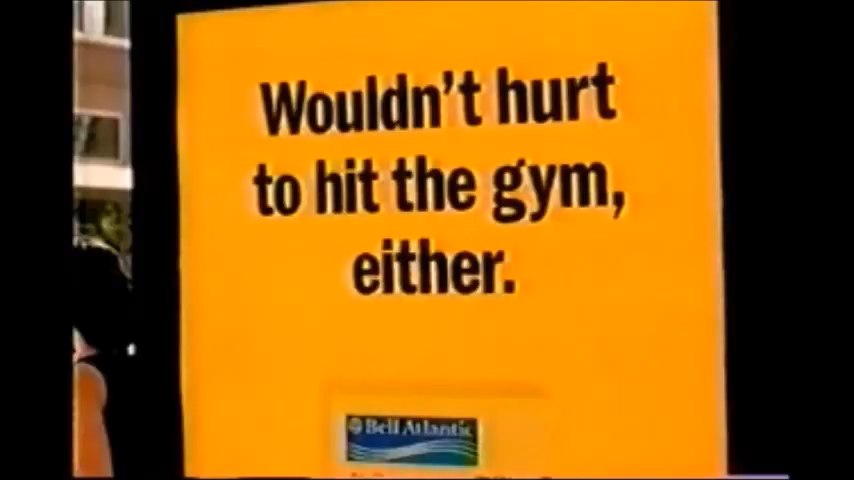 Wouldn't hurt
to hit the gym,
either.
Bell Atlantic